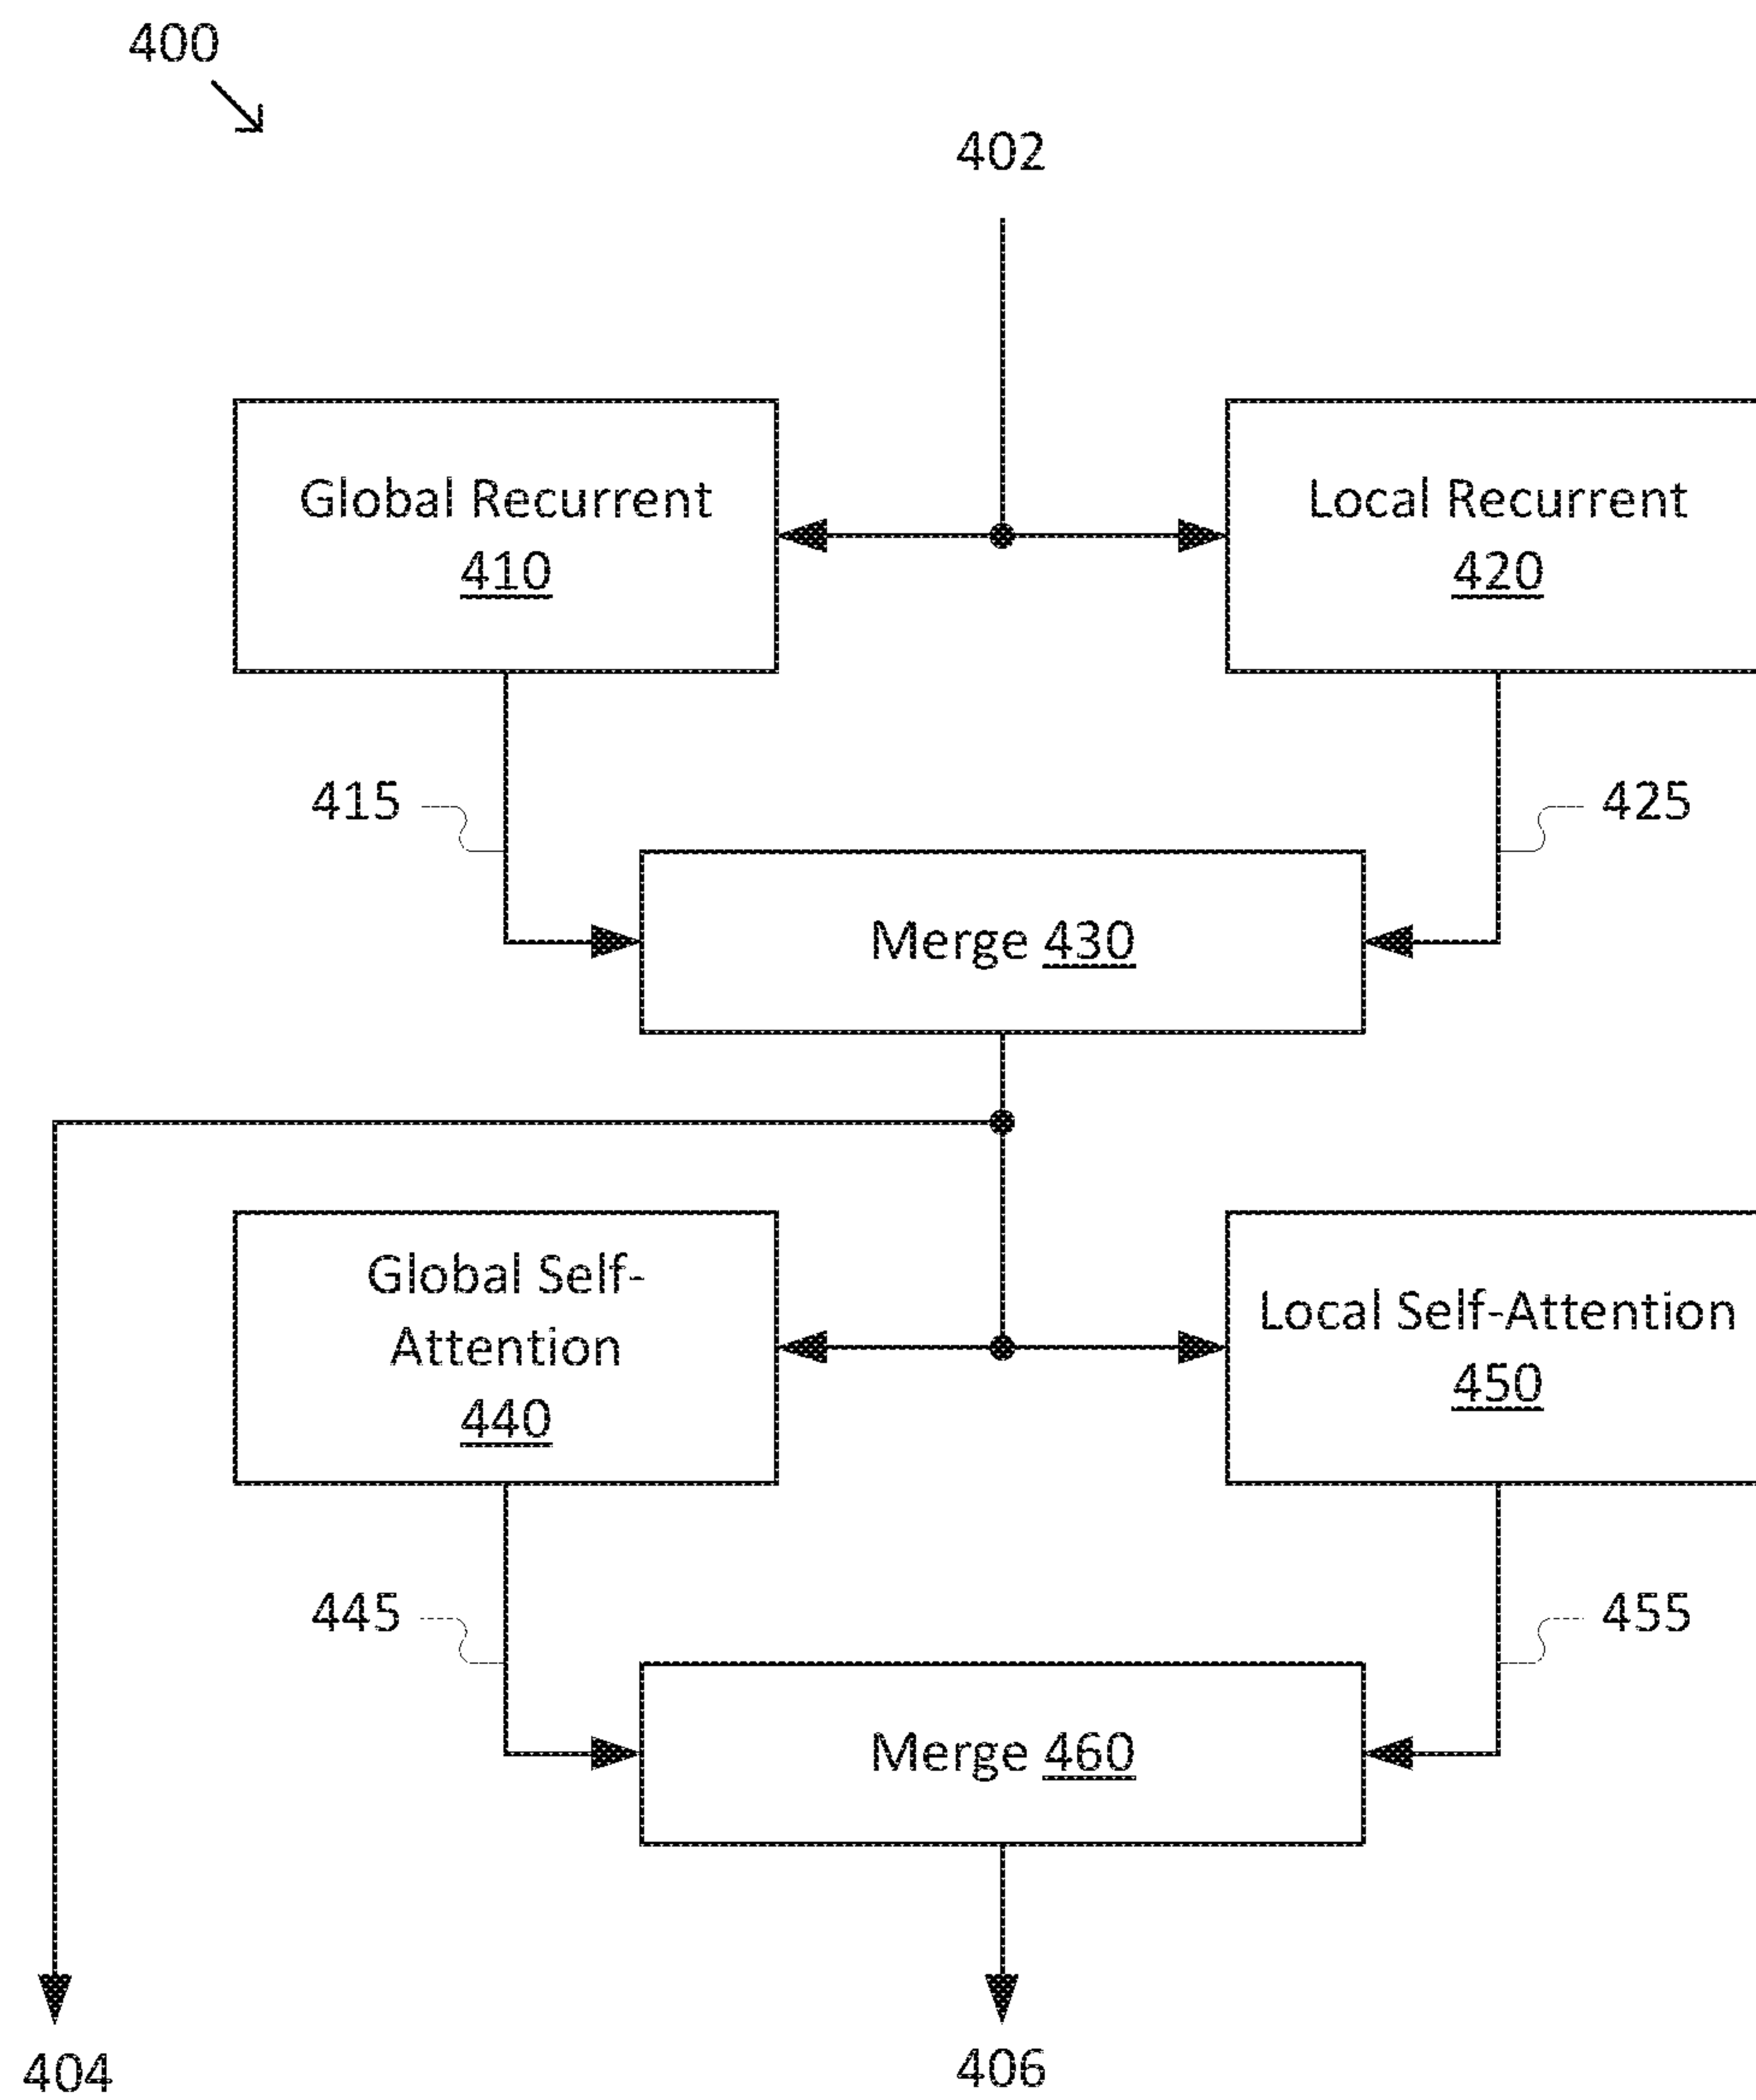 400
402
Global Recurrent
410
Local Recurrent
420
415
425
Merge 430
Global Self-
Attention
440
Local Self-Attention
450
445
455
Merge 460
404
406